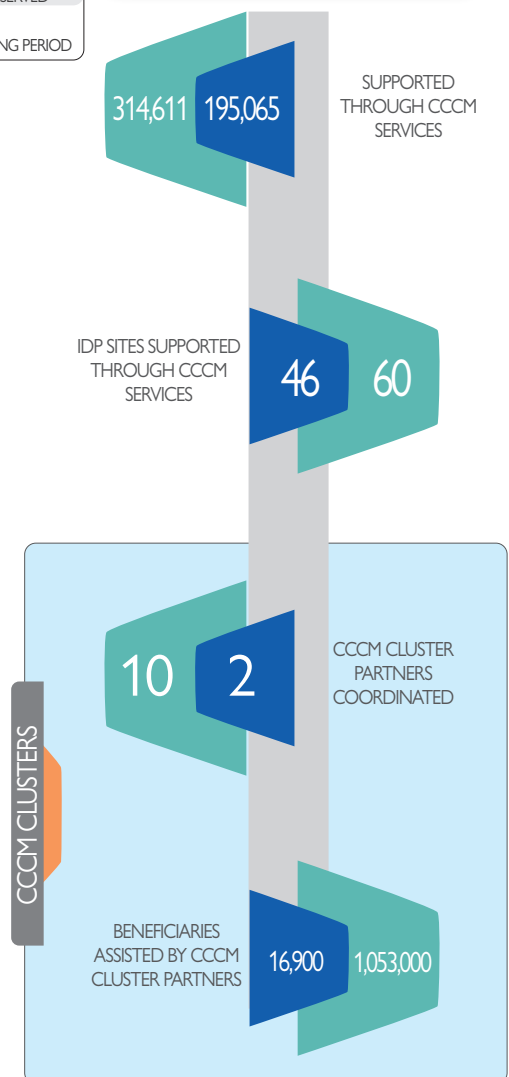 NG PERIOD
314,611 195,065
SUPPORTED
THROUGH CCCM
SERVICES
IDP SITES SUPPORTED
THROUGH CCCM
SERVICES
46 60
10 2
CCCM CLUSTER
PARTNERS
COORDINATED
CCCM CLUSTERS
BENEFICIARIES
ASSISTED BY CCCM
CLUSTER PARTNERS
16,900 1,053,000